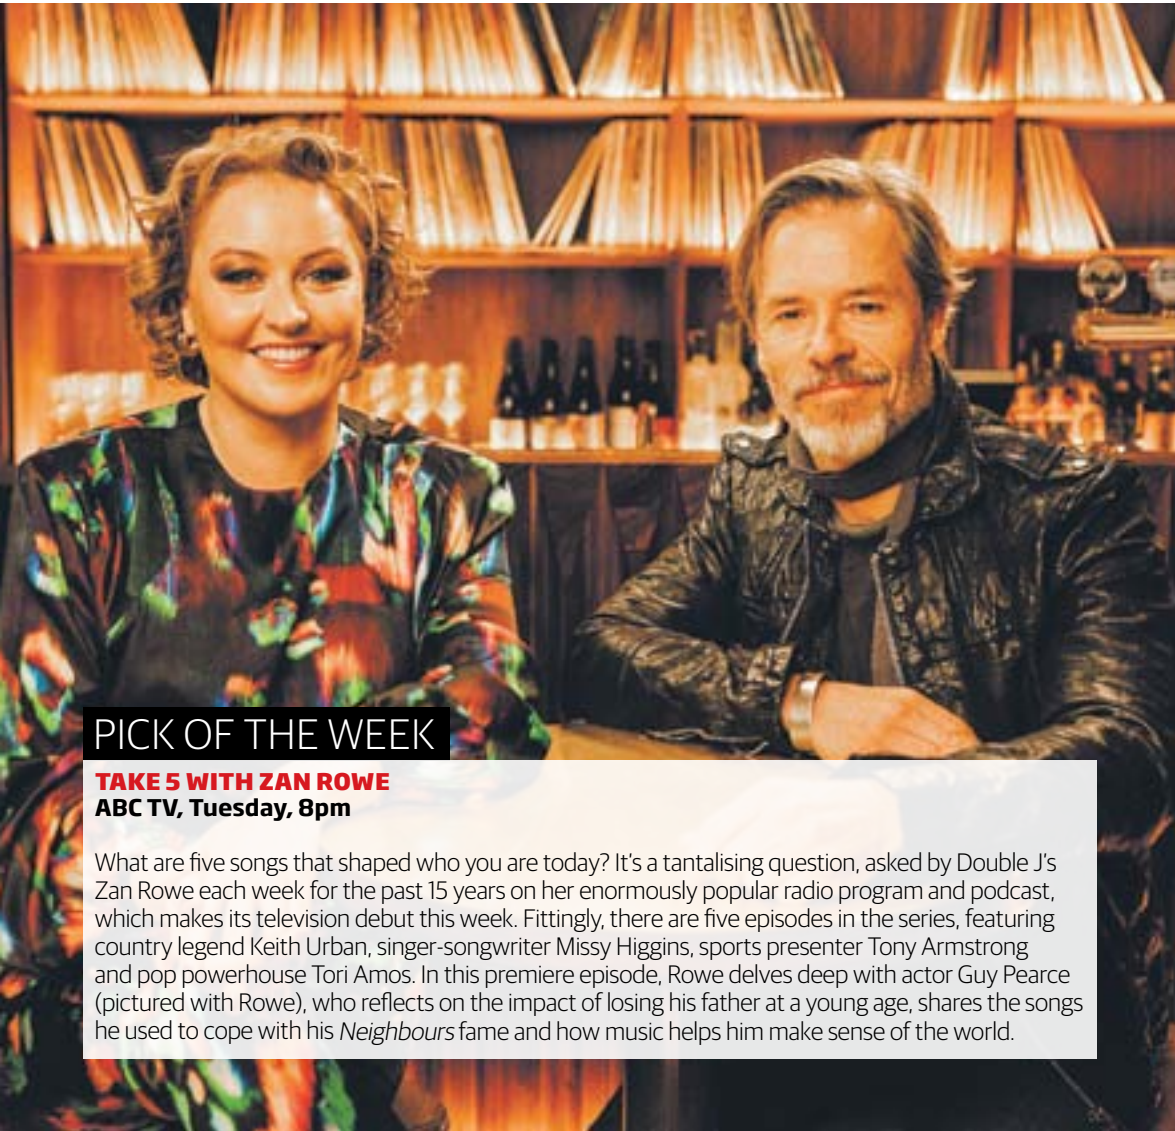 PICK OF THE WEEK
TAKE 5 WITH ZAN ROWE
ABC TV, Tuesday, 8pm
What are five songs that shaped who you are today? It’s a tantalising question, asked by Double J’s
Zan Rowe each week for the past 15 years on her enormously popular radio program and podcast,
which makes its television debut this week. Fittingly, there are five episodes in the series, featuring
country legend Keith Urban, singer-songwriter Missy Higgins, sports presenter Tony Armstrong
and pop powerhouse Tori Amos. In this premiere episode, Rowe delves deep with actor Guy Pearce
(pictured with Rowe), who reflects on the impact of losing his father at a young age, shares the songs
he used to cope with his Neighbours fame and how music helps him make sense of the world.